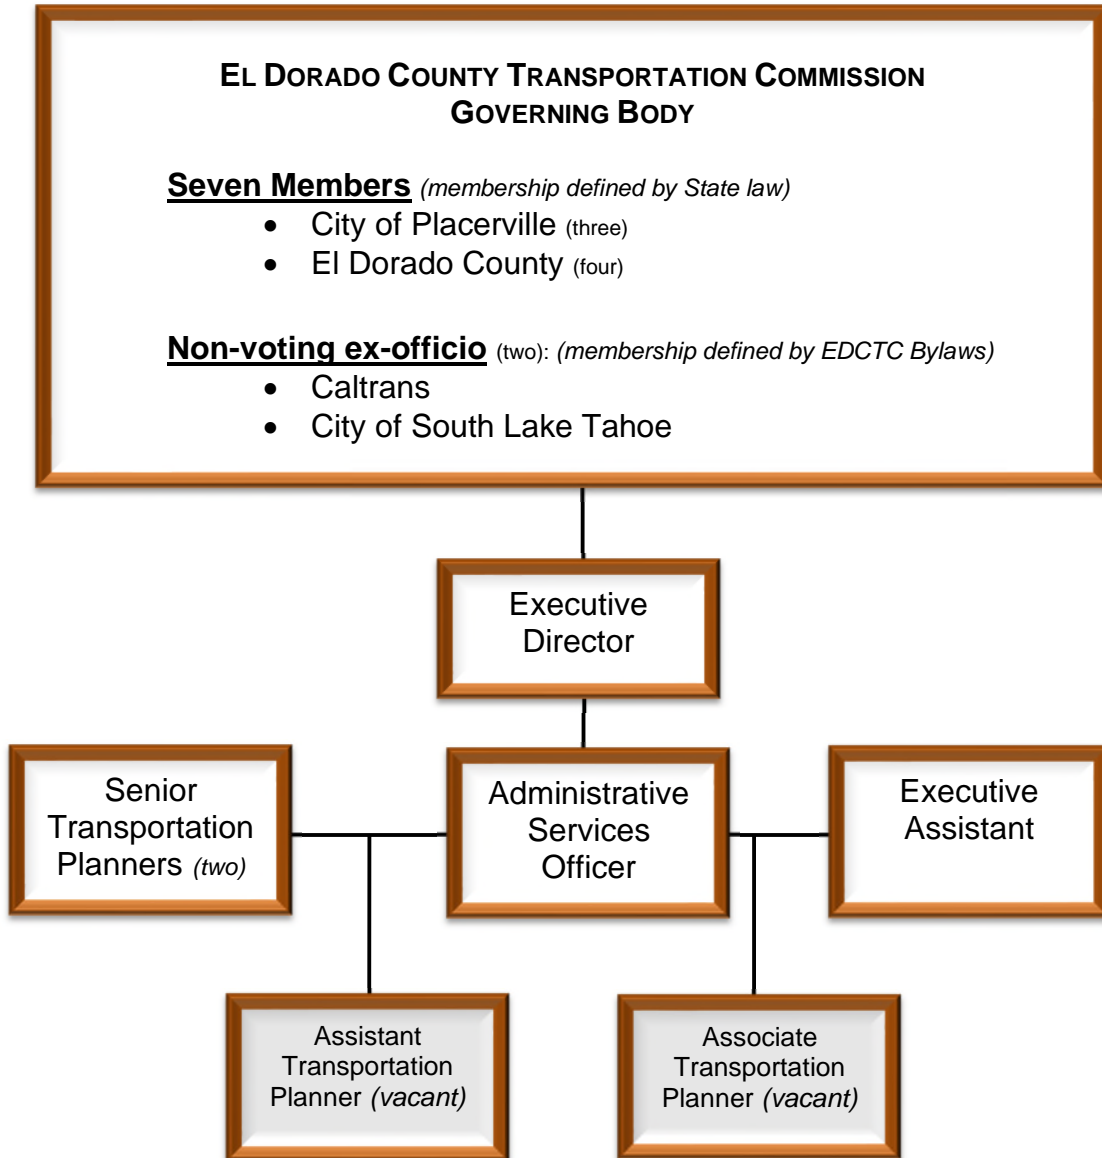 EL DORADO COUNTY TRANSPORTATION COMMISSION
GOVERNING BODY
Seven Members (membership defined by State law)
• City of Placerville (three)
• El Dorado County (four)
Non-voting ex-officio (two): (membership defined by EDCTC Bylaws)
• Caltrans
• City of South Lake Tahoe
Executive
Director
Senior
Transportation
Planners (two)
Administrative
Services
Officer
Executive
Assistant
Assistant
Transportation
Planner (vacant)
Associate
Transportation
Planner (vacant)